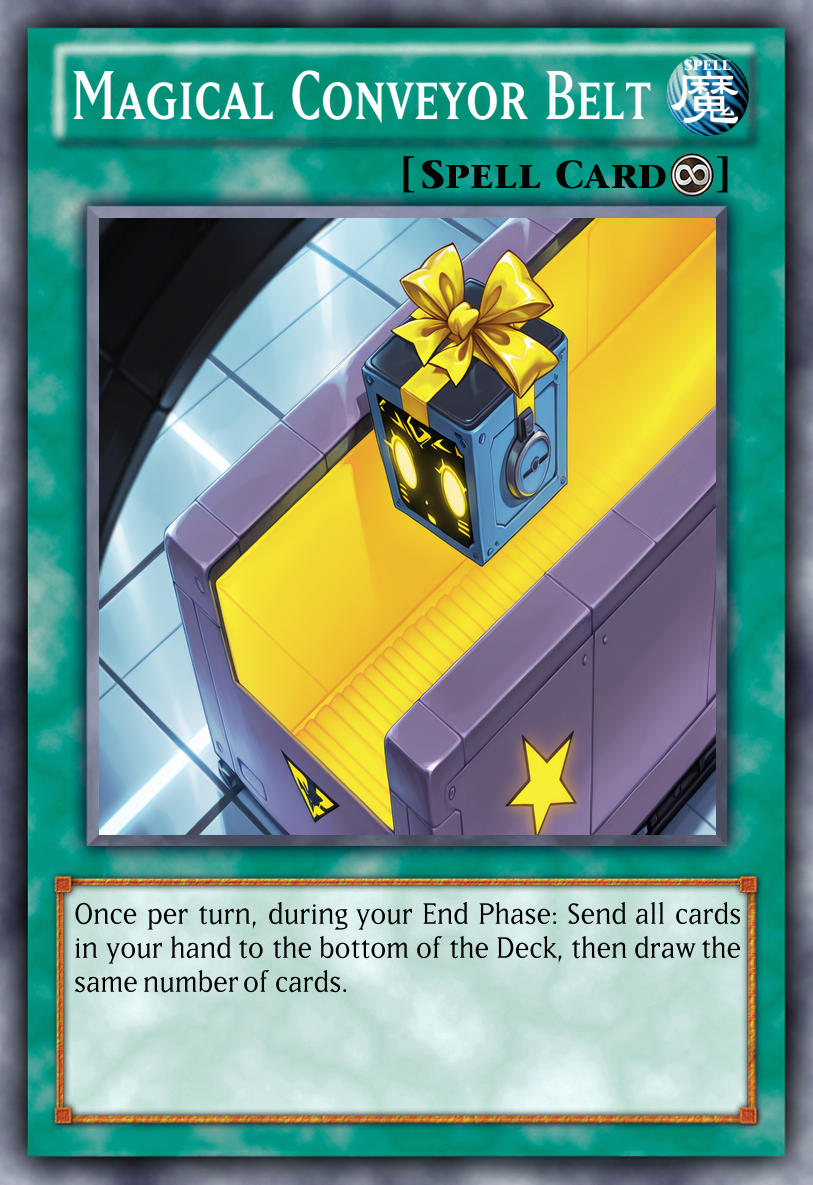 Magical Conveyor Belt
SPELL
魔
[Spell Card∞]
Once per turn, during your End Phase: Send all cards
in your hand to the bottom of the Deck, then draw the
same number of cards.